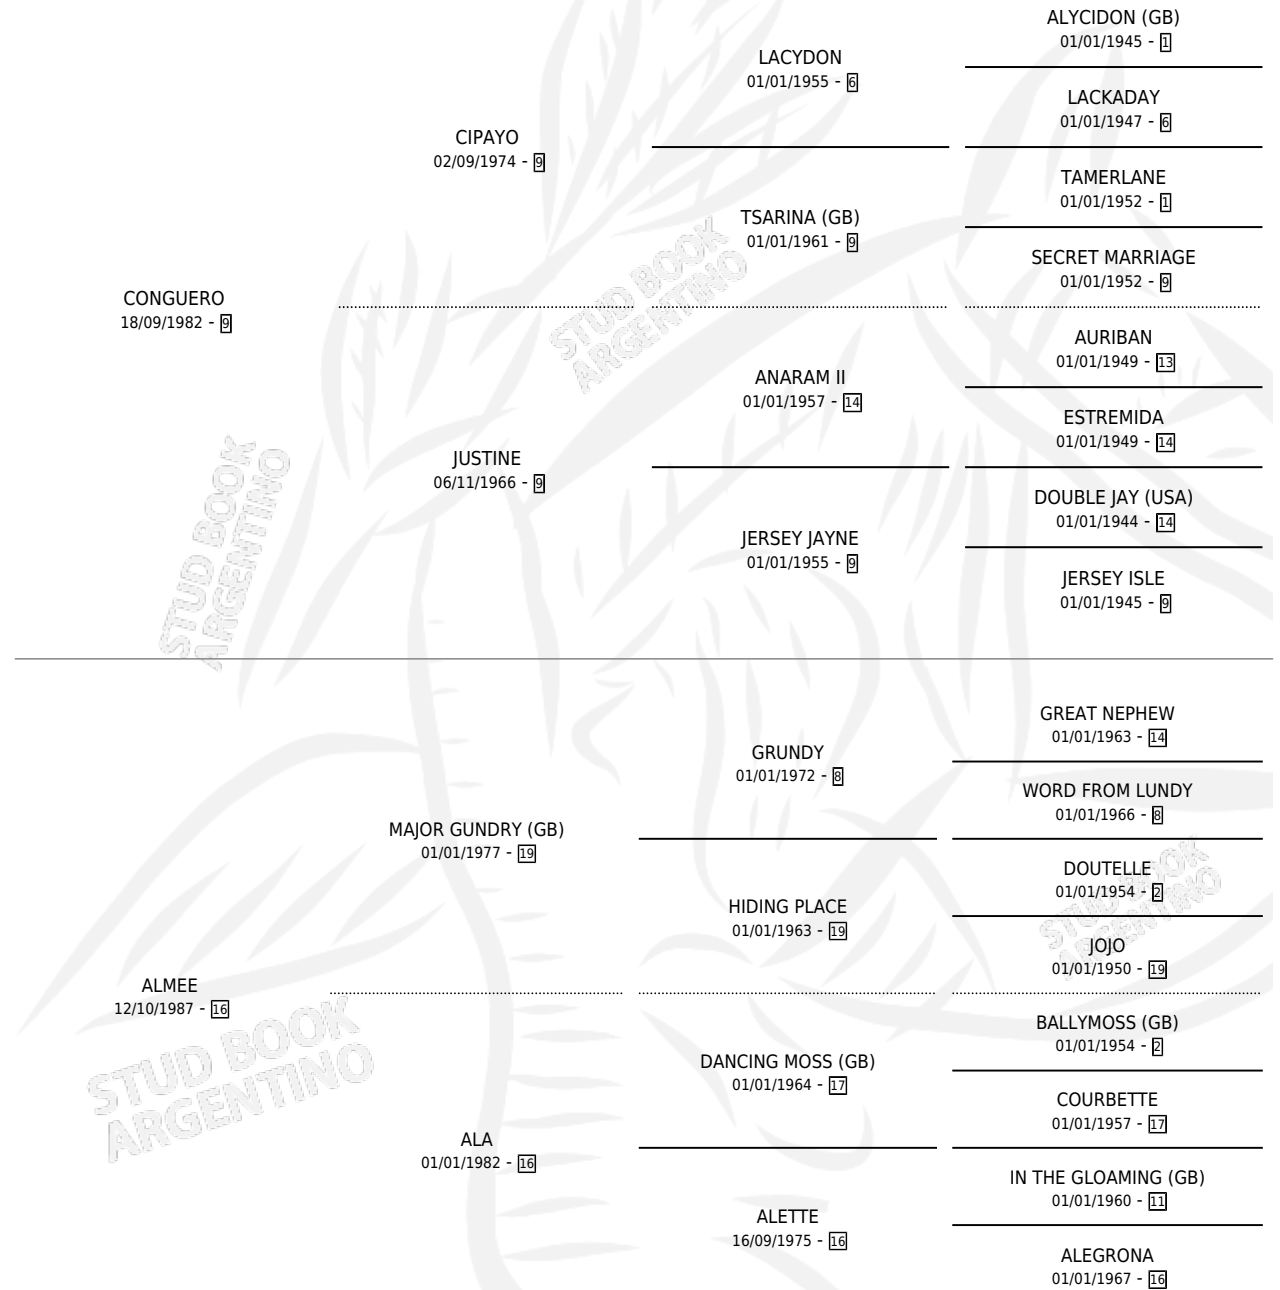 ALYCIDON (GB)
01/01/1945 - 1
LACYDON
01/01/1955 - 6
LACKADAY
01/01/1947 - 6
CIPAYO
02/09/1974 - 9
TAMERLANE
01/01/1952 - 1
TSARINA (GB)
01/01/1961 - 9
SECRET MARRIAGE
01/01/1952 - 9
CONGUERO
18/09/1982 - 9
STUD BOOK
ARGENTINO
AURIBAN
01/01/1949 - 13
ANARAM II
01/01/1957 - 14
ESTREMIDA
01/01/1949 - 14
JUSTINE
06/11/1966 - 9
DOUBLE JAY (USA)
01/01/1944 - 14
JERSEY JAYNE
01/01/1955 - 9
JERSEY ISLE
01/01/1945 - 9
STUD BOOK
ARGENTINO
GREAT NEPHEW
01/01/1963 - 14
GRUNDY
01/01/1972 - 8
WORD FROM LUNDY
01/01/1966 - 8
MAJOR GUNDRY (GB)
01/01/1977 - 19
DOUTELLE
01/01/1954 - 2
HIDING PLACE
01/01/1963 - 19
JOJO
01/01/1950 - 19
STUD BOOK
ARGENTINO
ALMEE
12/10/1987 - 16
BALLYMOSS (GB)
01/01/1954 - 2
DANCING MOSS (GB)
01/01/1964 - 17
COURBETTE
01/01/1957 - 17
STUD BOOK
ARGENTINO
ALA
01/01/1982 - 16
IN THE GLOAMING (GB)
01/01/1960 - 11
ALETTE
16/09/1975 - 16
ALEGRONA
01/01/1967 - 16